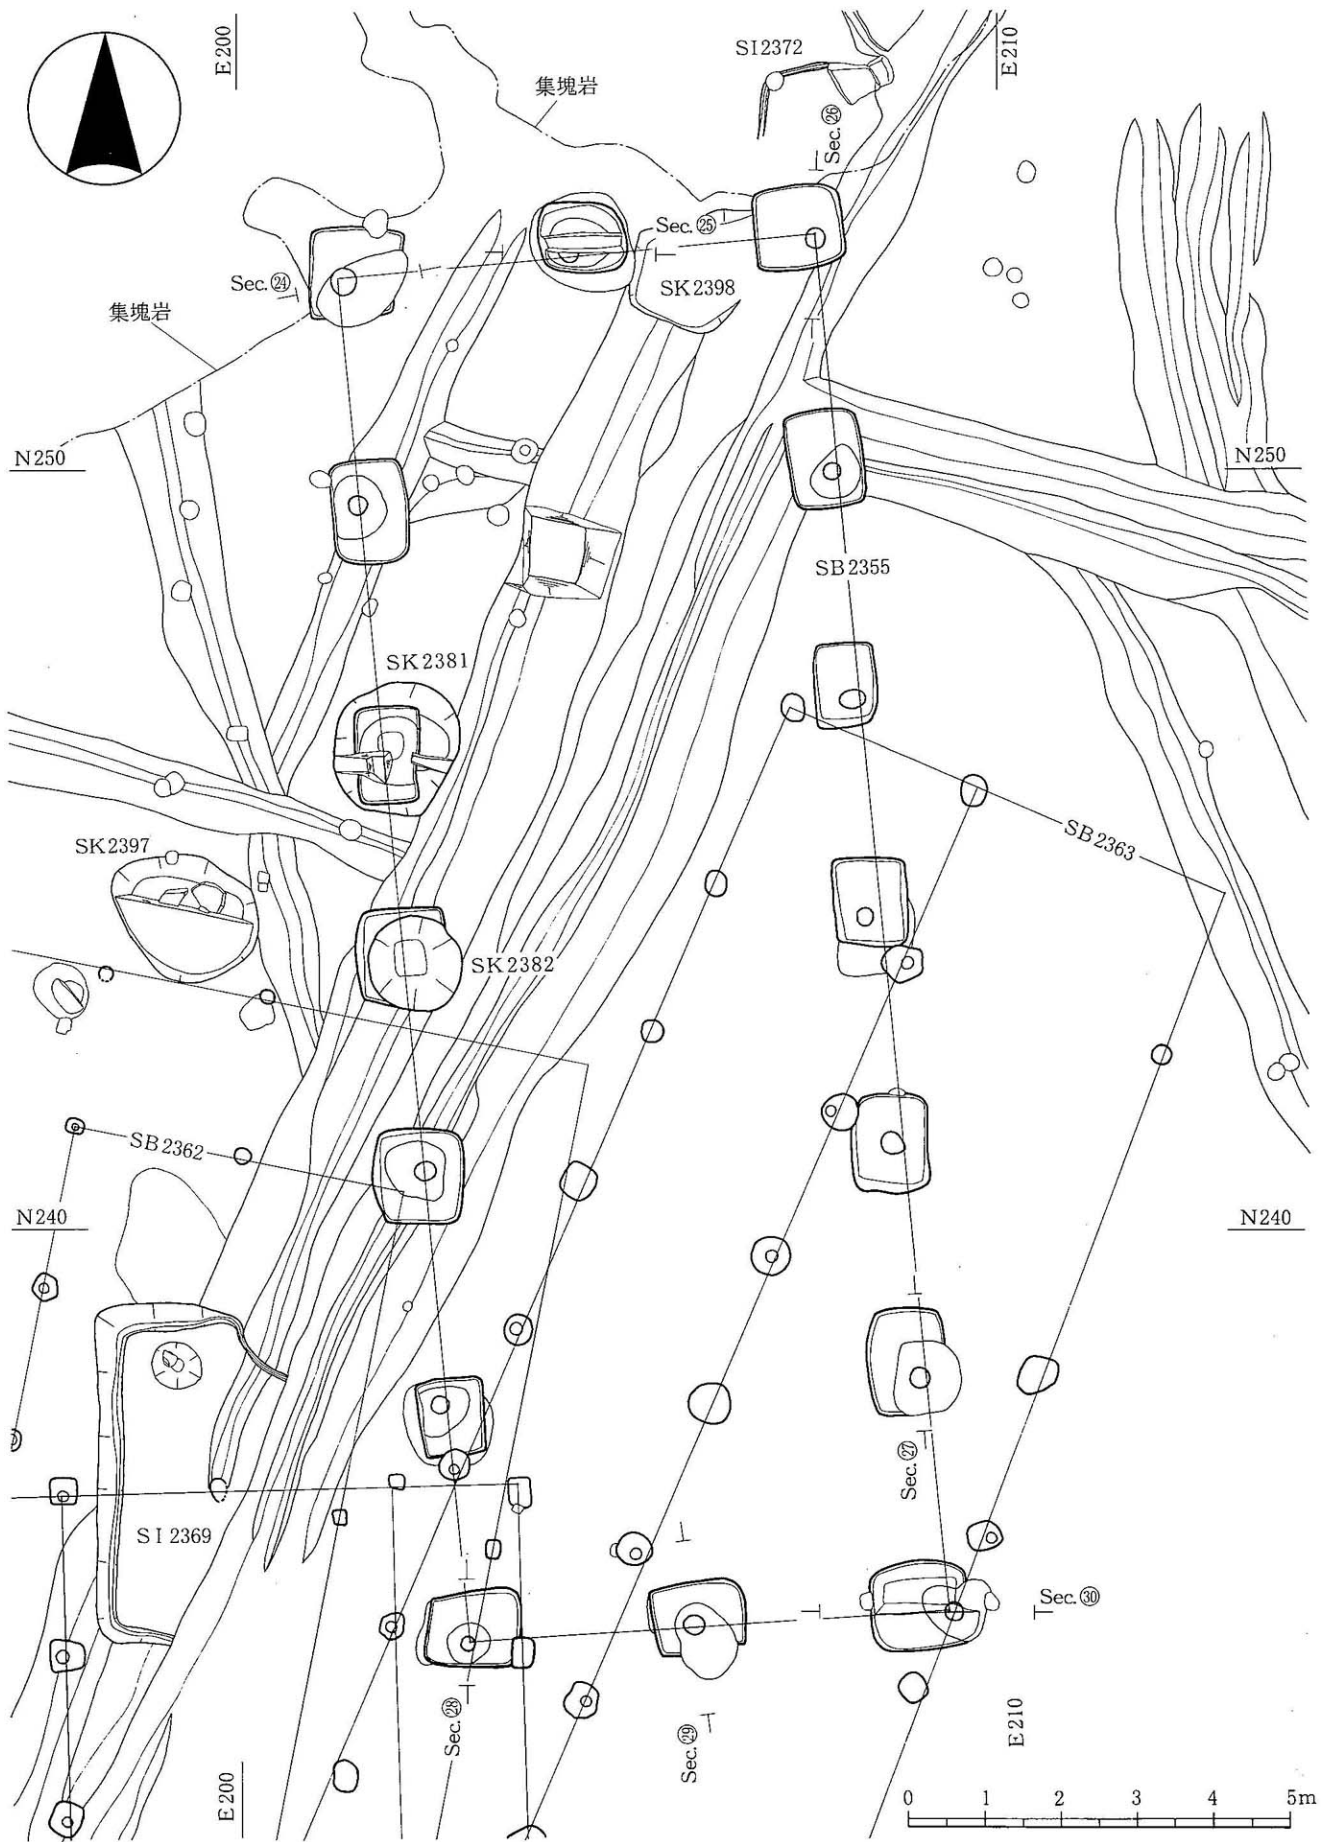 E200
SI2372
E210
集塊岩
Sec.㉖
Sec.㉕
Sec.㉔
SK2398
集塊岩
N250
N250
SB2355
SK2381
SB2363
SK2397
SK2382
SB2362
N240
N240
Sec.㉗
SI2369
Sec.㉚
Sec.㉘
Sec.㉙
E210
E200
0 1 2 3 4 5m